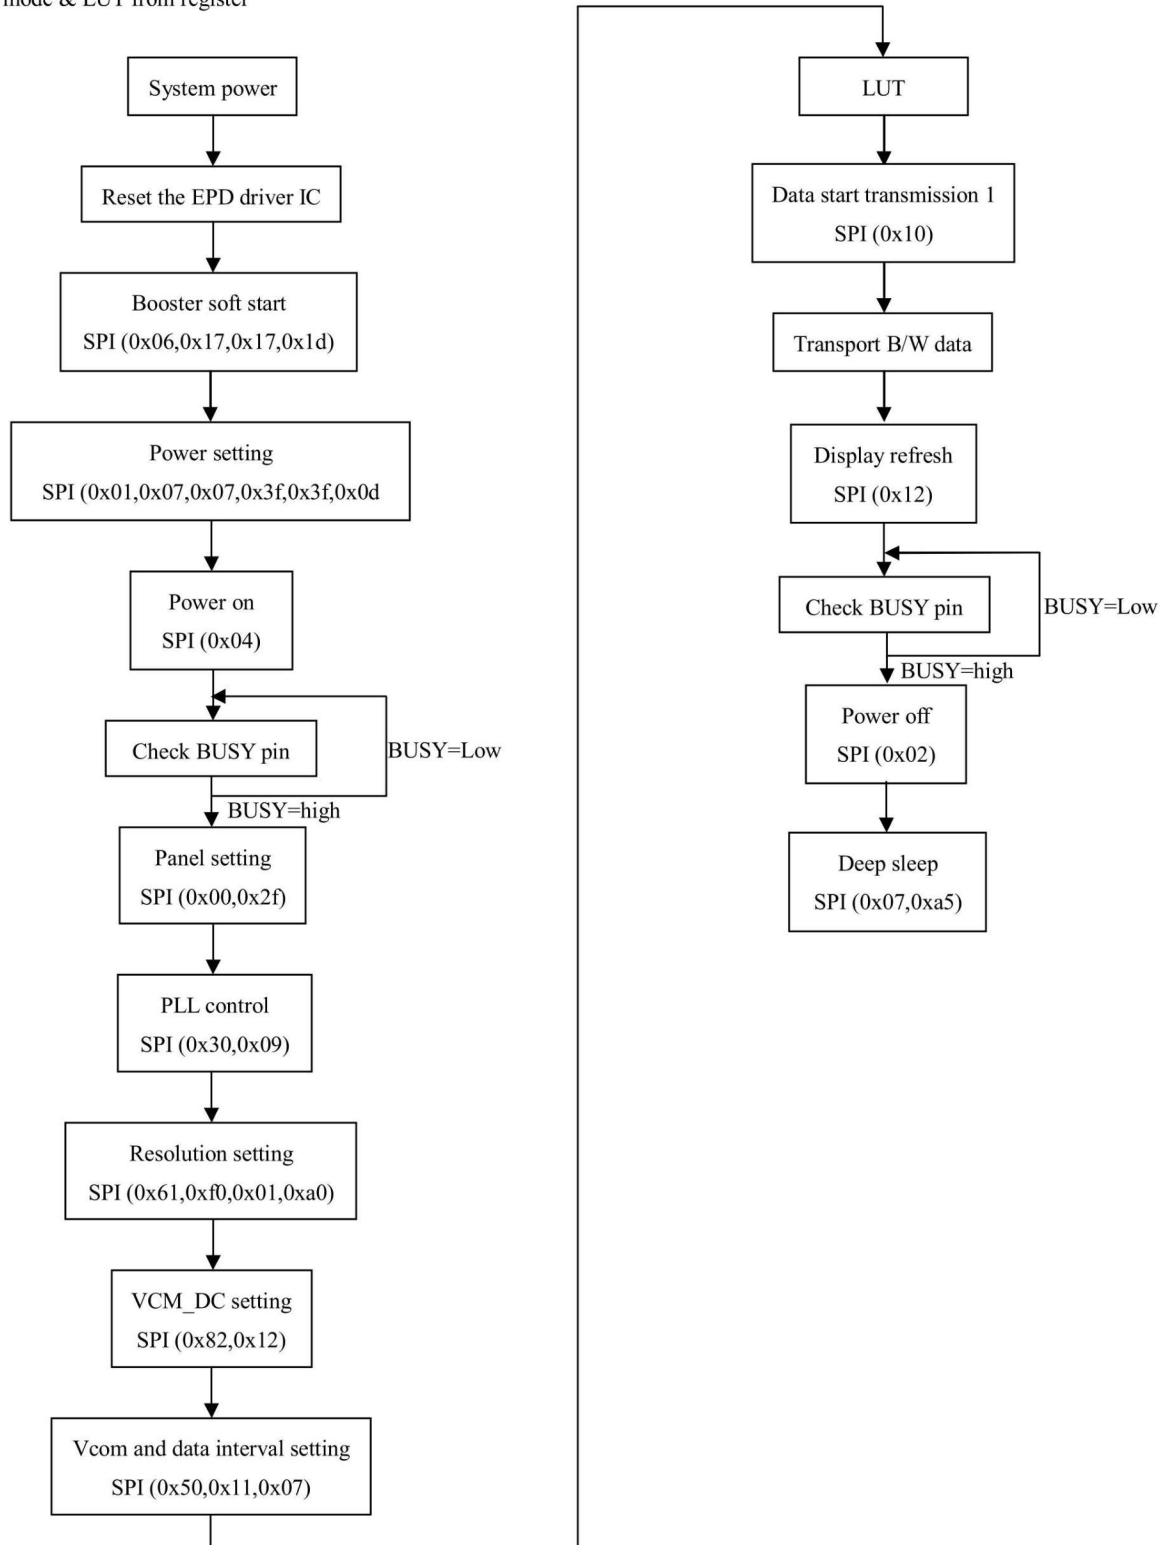 mode & LUT from register
System power
Reset the EPD driver IC
Booster soft start
SPI (0x06,0x17,0x17,0x1d)
Power setting
SPI (0x01,0x07,0x07,0x3f,0x3f,0x0d
Power on
SPI (0x04)
Check BUSY pin
BUSY=Low
BUSY=high
Panel setting
SPI (0x00,0x2f)
PLL control
SPI (0x30,0x09)
Resolution setting
SPI (0x61,0xf0,0x01,0xa0)
VCM_DC setting
SPI (0x82,0x12)
Vcom and data interval setting
SPI (0x50,0x11,0x07)
LUT
Data start transmission 1
SPI (0x10)
Transport B/W data
Display refresh
SPI (0x12)
Check BUSY pin
BUSY=Low
BUSY=high
Power off
SPI (0x02)
Deep sleep
SPI (0x07,0xa5)